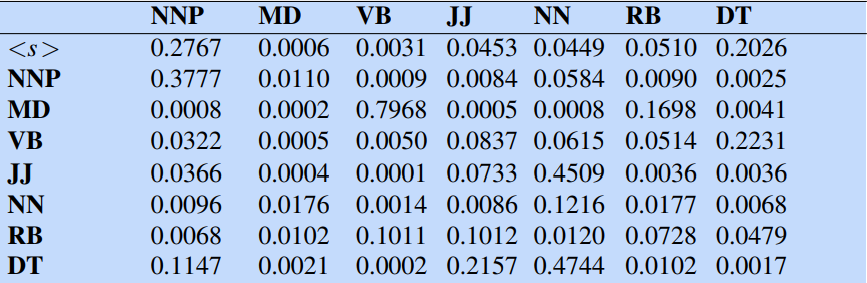 NNP MD VB JJ NN RB DT
<s> 0.2767 0.0006 0.0031 0.0453 0.0449 0.0510 0.2026
NNP 0.3777 0.0110 0.0009 0.0084 0.0584 0.0090 0.0025
MD 0.0008 0.0002 0.7968 0.0005 0.0008 0.1698 0.0041
VB 0.0322 0.0005 0.0050 0.0837 0.0615 0.0514 0.2231
JJ 0.0366 0.0004 0.0001 0.0733 0.4509 0.0036 0.0036
NN 0.0096 0.0176 0.0014 0.0086 0.1216 0.0177 0.0068
RB 0.0068 0.0102 0.1011 0.1012 0.0120 0.0728 0.0479
DT 0.1147 0.0021 0.0002 0.2157 0.4744 0.0102 0.0017